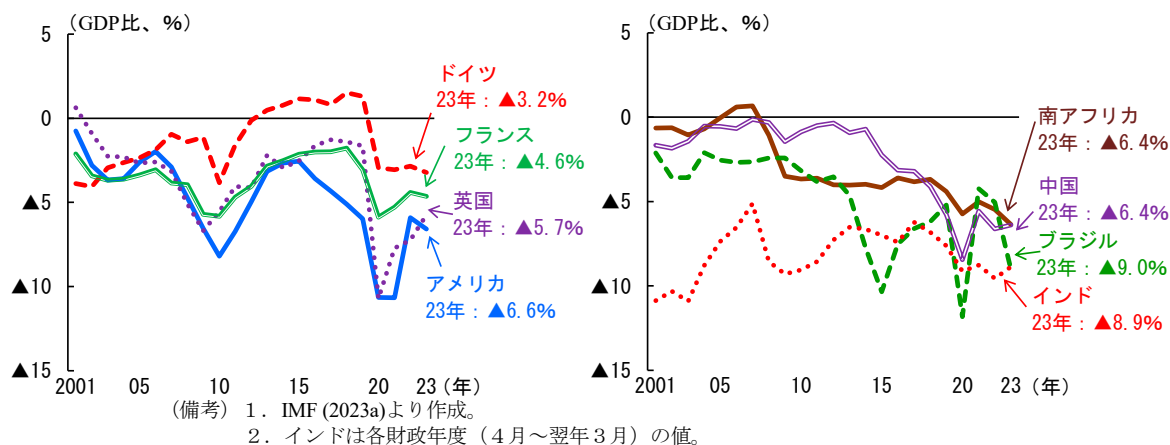 (GDP比、%)
5
0
▲5
▲10
▲15
2001 05 10 15 20 23 (年)
ドイツ
23年：▲3.2%
フランス
23年：▲4.6%
英国
23年：▲5.7%
アメリカ
23年：▲6.6%
(GDP比、%)
5
0
▲5
▲10
▲15
2001 05 10 15 20 23 (年)
南アフリカ
23年：▲6.4%
中国
23年：▲6.4%
ブラジル
23年：▲9.0%
インド
23年：▲8.9%
（備考）１．IMF (2023a)より作成。
２．インドは各財政年度（４月～翌年３月）の値。